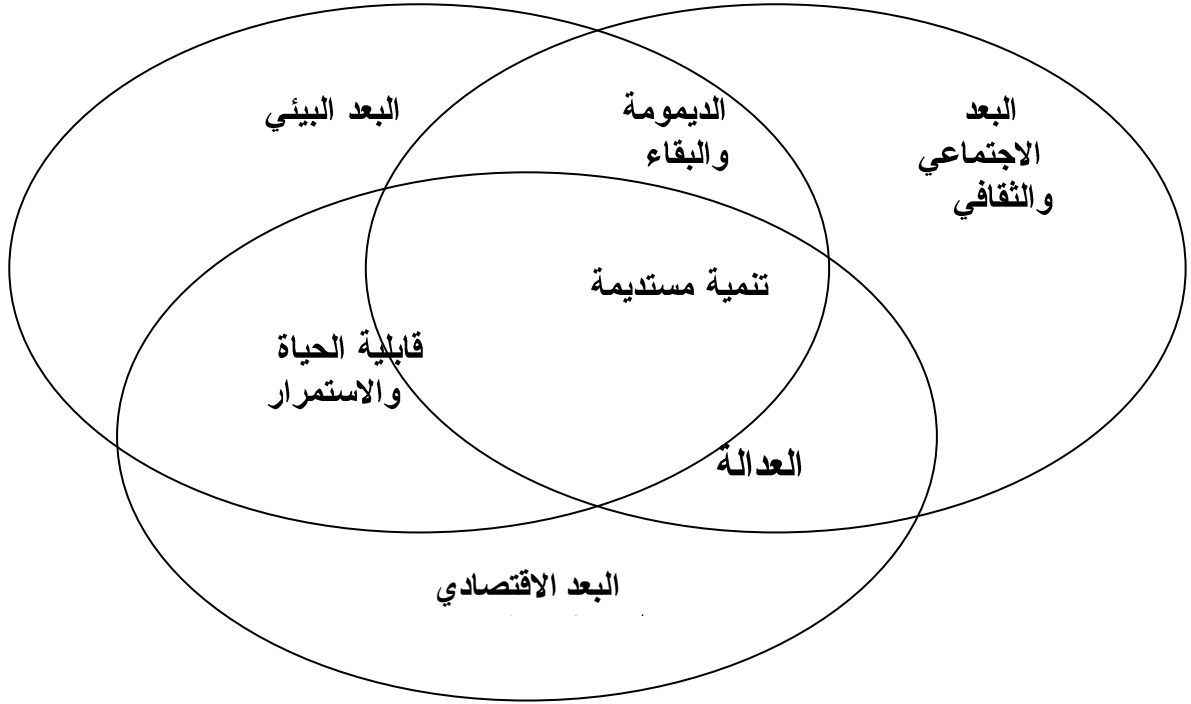 البعد
الاجتماعي
والثقافي
الديمومة
والبقاء
البعد البيئي
تنمية مستديمة
قابلية الحياة
والاستمرار
العدالة
البعد الاقتصادي